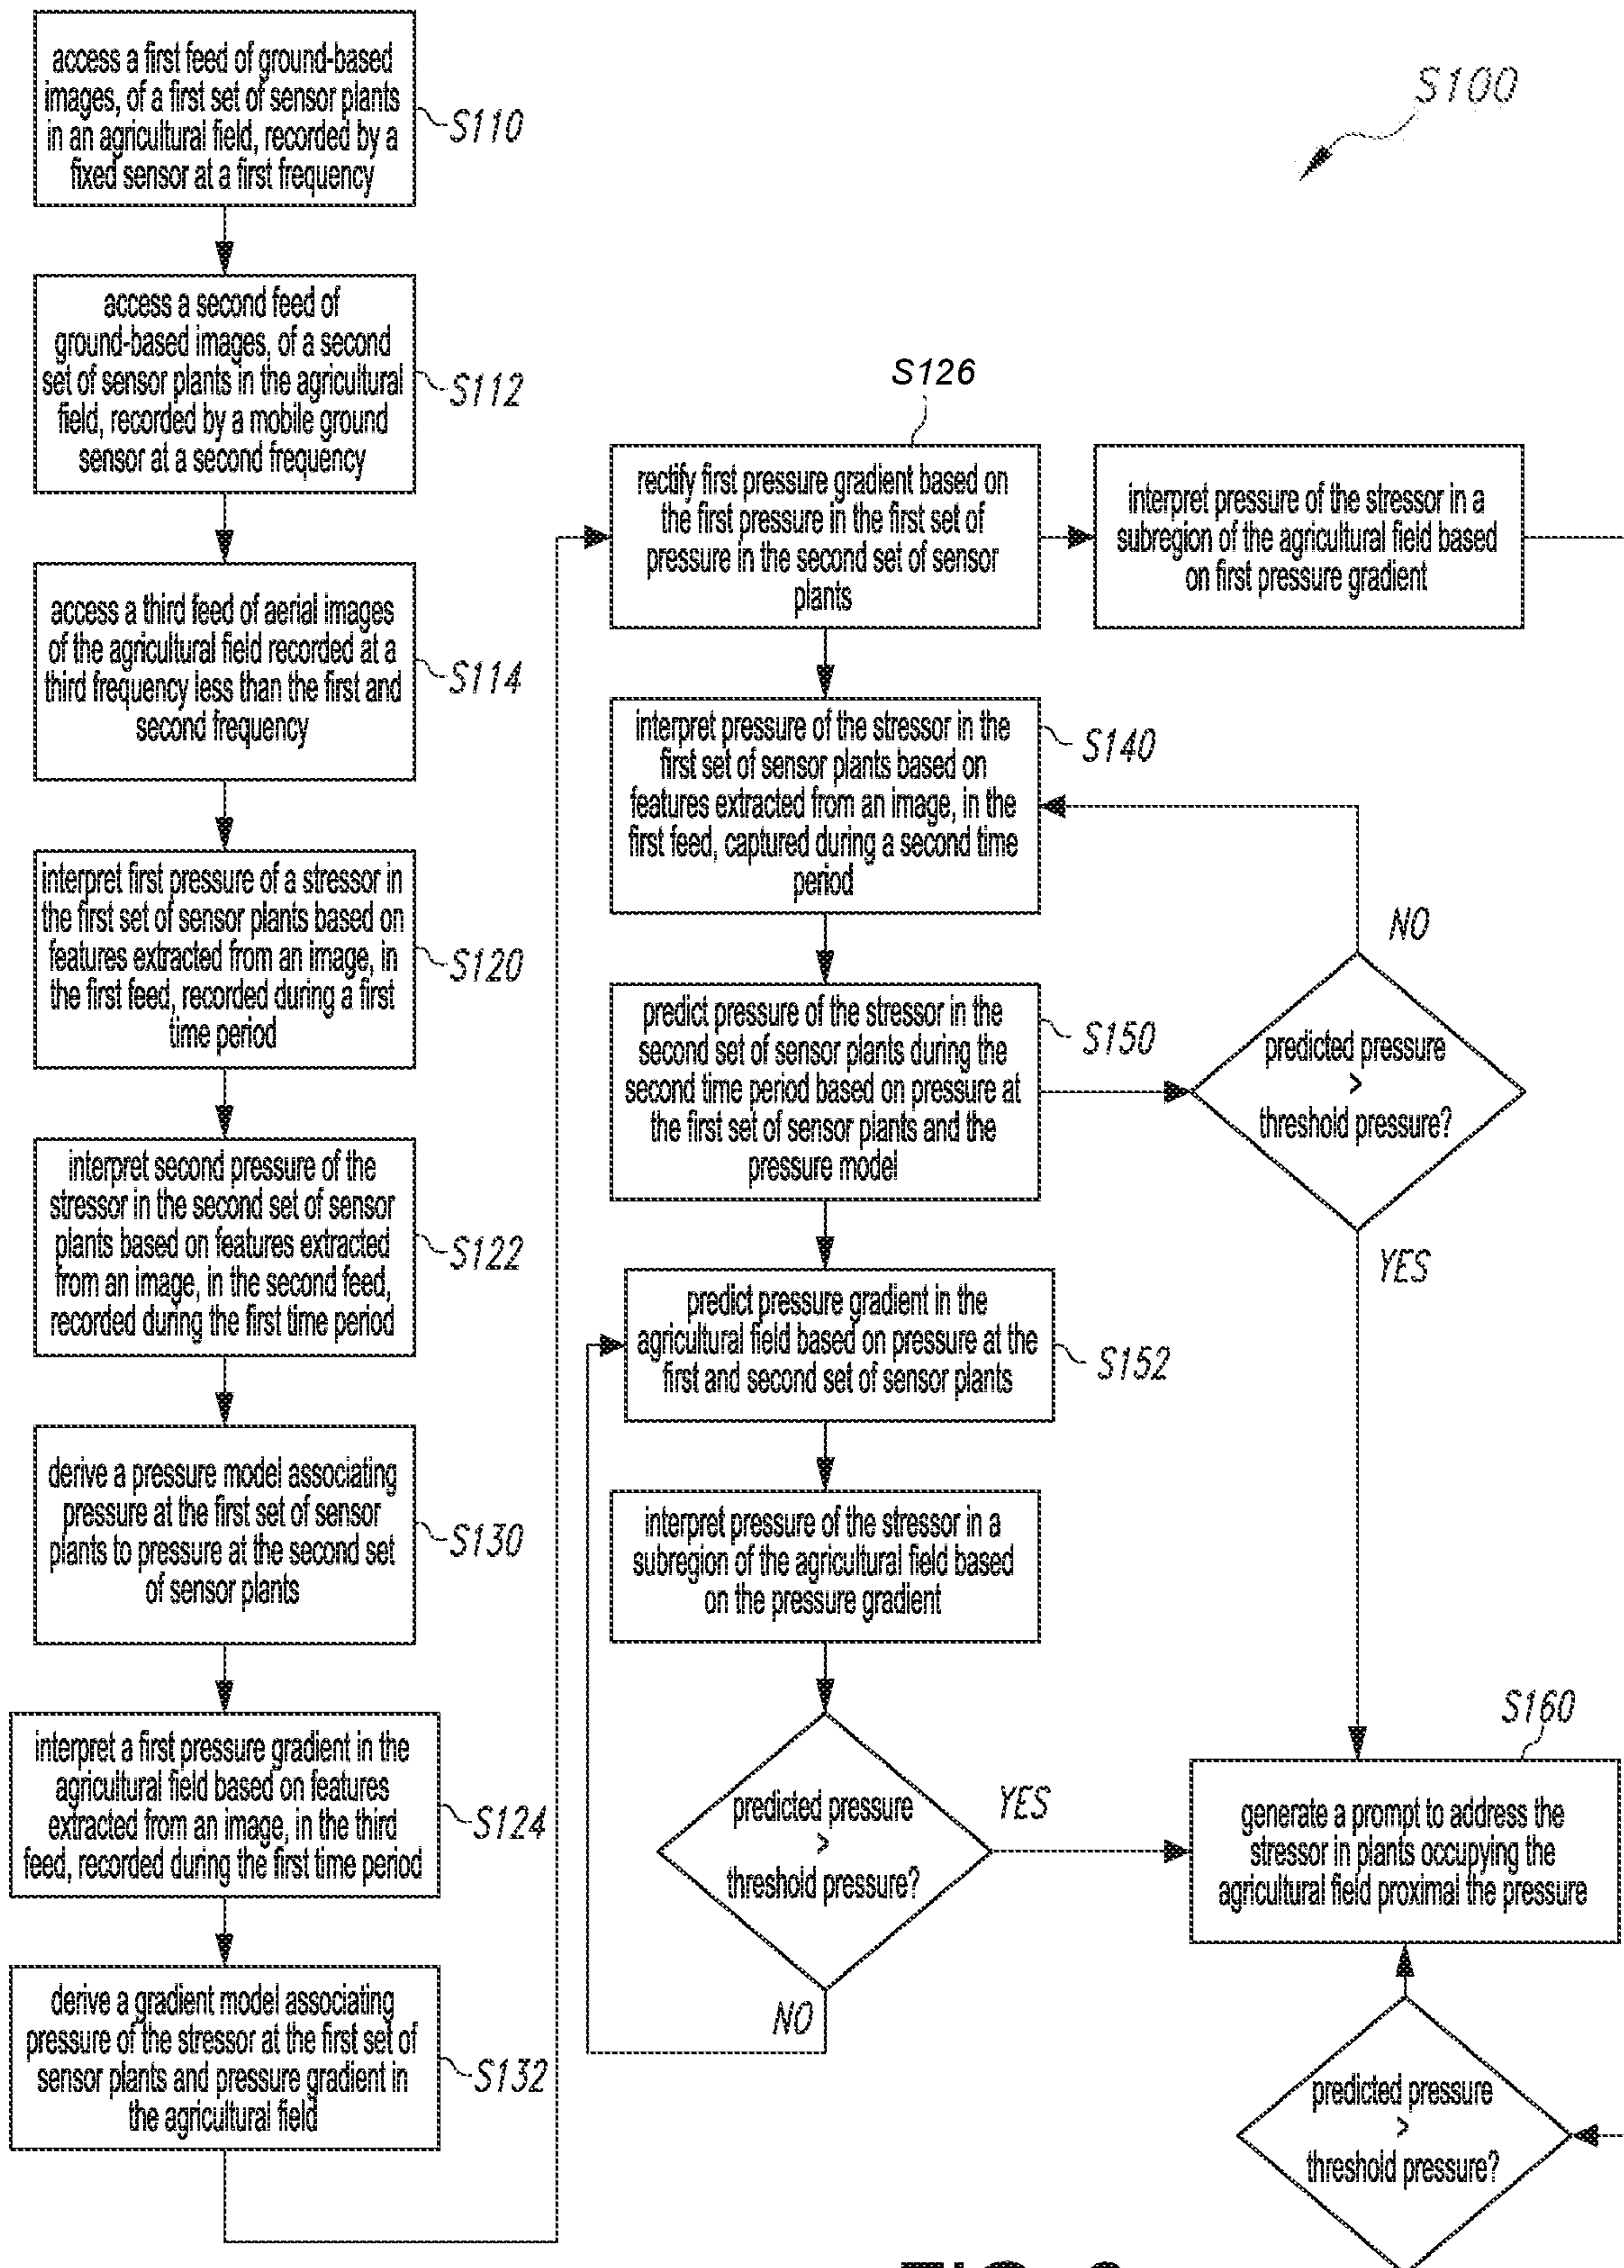 access a first feed of ground-based
images, of a first set of sensor plants
in an agricultural field, recorded by a
fixed sensor at a first frequency
S110
access a second feed of
ground-based images, of a second
set of sensor plants in the agricultural
field, recorded by a mobile ground
sensor at a second frequency
S112
access a third feed of aerial images
of the agricultural field recorded at a
third frequency less than the first and
second frequency
S114
interpret first pressure of a stressor in
the first set of sensor plants based on
features extracted from an image, in
the first feed, recorded during a first
time period
S120
interpret second pressure of the
stressor in the second set of sensor
plants based on features extracted
from an image, in the second feed,
recorded during the first time period
S122
derive a pressure model associating
pressure at the first set of sensor
plants to pressure at the second set
of sensor plants
S130
interpret a first pressure gradient in the
agricultural field based on features
extracted from an image, in the third
feed, recorded during the first time period
S124
derive a gradient model associating
pressure of the stressor at the first set of
sensor plants and pressure gradient in
the agricultural field
S132
S100
S126
rectify first pressure gradient based on
the first pressure in the first set of
pressure in the second set of sensor
plants
interpret pressure of the stressor in a
subregion of the agricultural field based
on first pressure gradient
interpret pressure of the stressor in the
first set of sensor plants based on
features extracted from an image, in the
first feed, captured during a second time
period
S140
predict pressure of the stressor in the
second set of sensor plants during the
second time period based on pressure at
the first set of sensor plants and the
pressure model
S150
NO
predicted pressure
>
threshold pressure?
YES
predict pressure gradient in the
agricultural field based on pressure at the
first and second set of sensor plants
S152
interpret pressure of the stressor in a
subregion of the agricultural field based
on the pressure gradient
predicted pressure
>
threshold pressure?
YES
NO
S160
generate a prompt to address the
stressor in plants occupying the
agricultural field proximal the pressure
predicted pressure
>
threshold pressure?